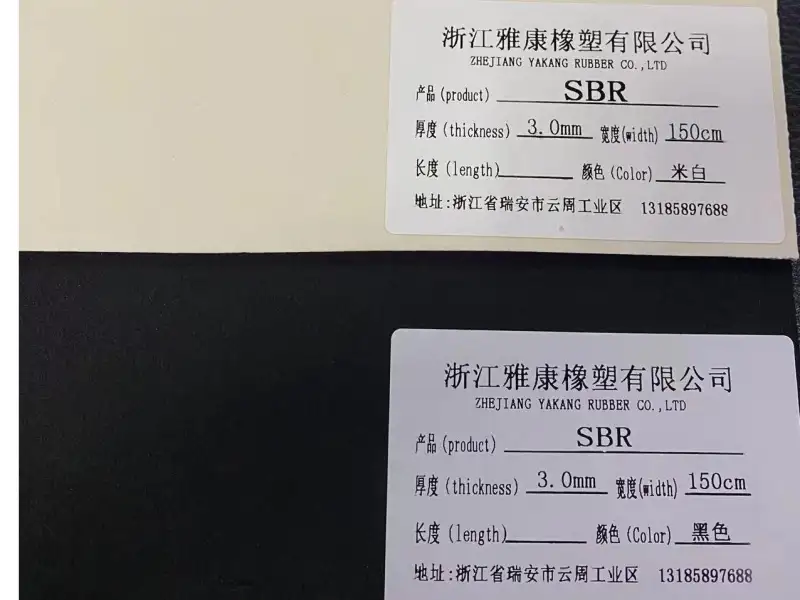 浙江雅康橡塑有限公司
ZHEJIANG YAKANG RUBBER CO.,LTD
产品(product) SBR
厚度(thickness) 3.0mm 宽度(width) 150cm
长度(length) 颜色(Color) 米白
地址:浙江省瑞安市云周工业区 13185897688
浙江雅康橡塑有限公司
ZHEJIANG YAKANG RUBBER CO.,LTD
产品(product) SBR
厚度(thickness) 3.0mm 宽度(width) 150cm
长度(length) 颜色(Color) 黑色
地址:浙江省瑞安市云周工业区 13185897688